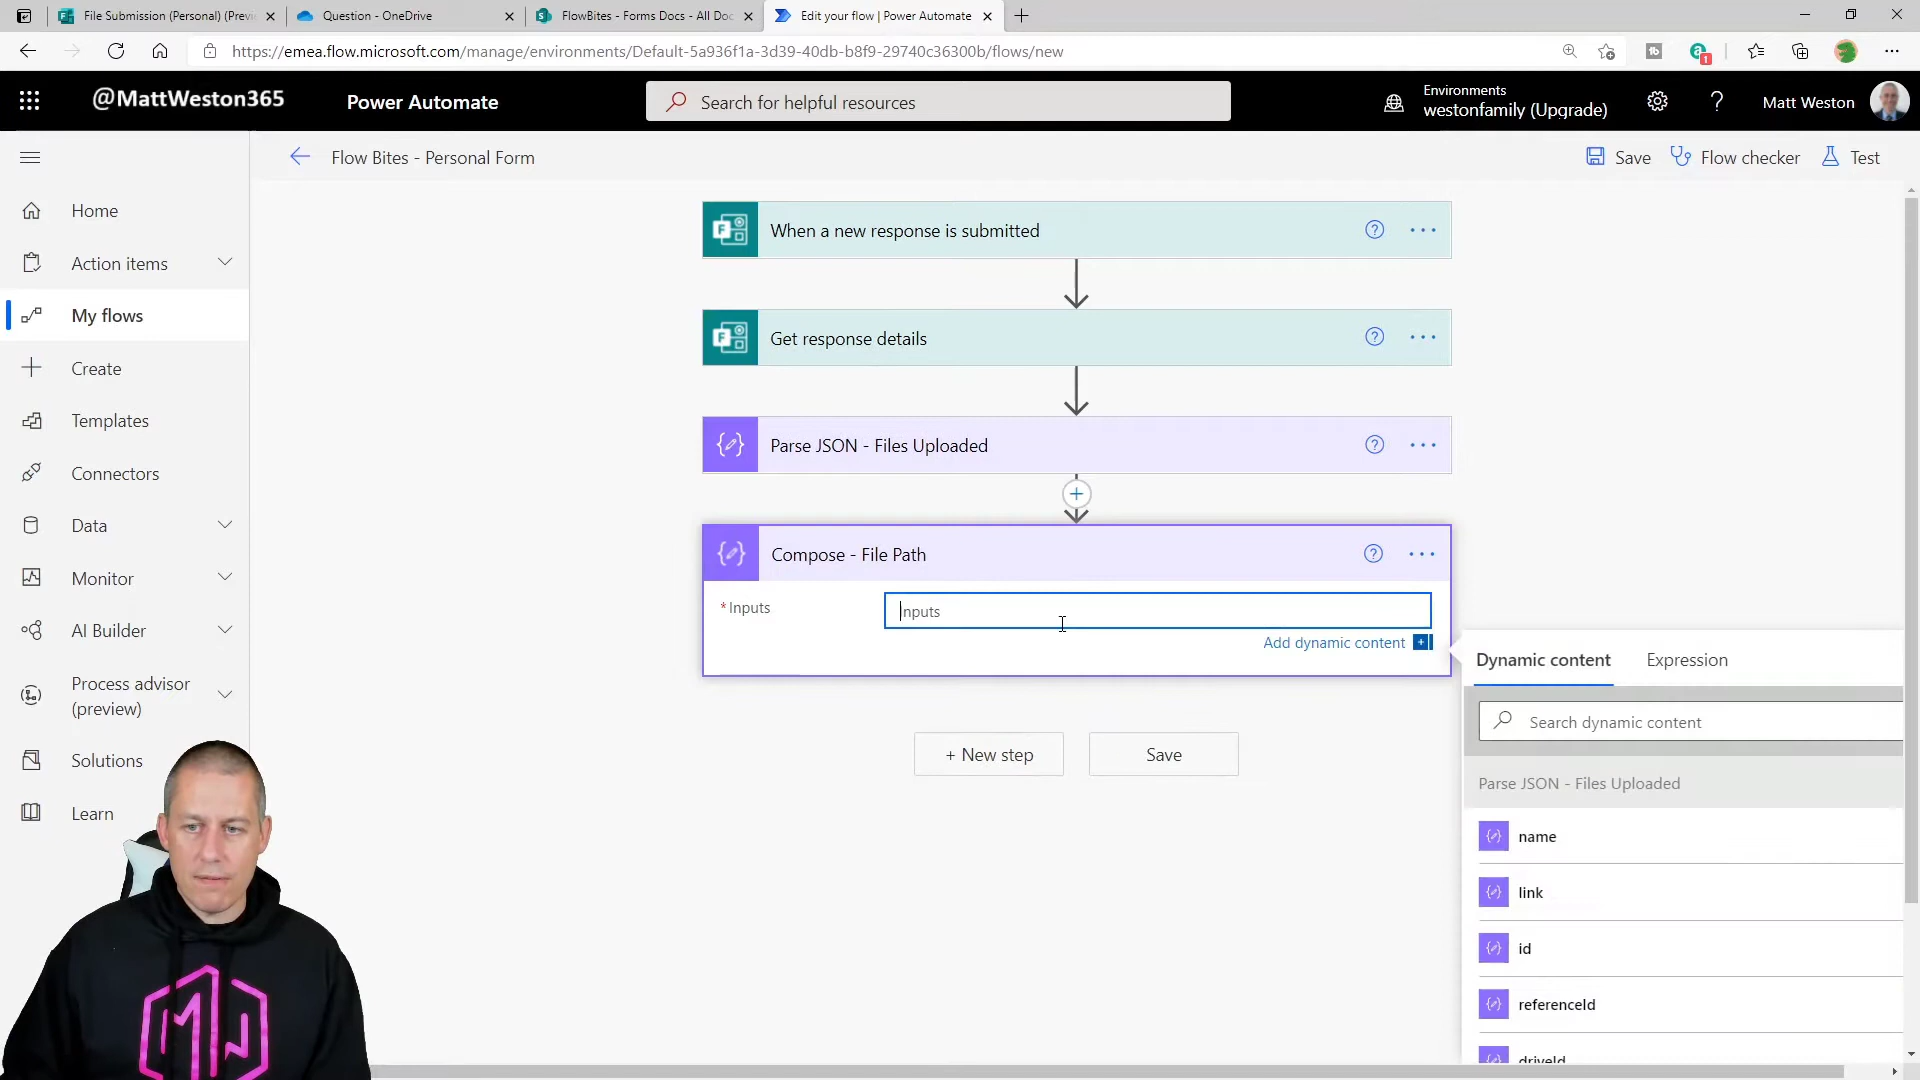 File Submission (Personal) (Previ
Question - OneDrive
FlowBites - Forms Docs - All Doc
Edit your flow | Power Automate
https://emea.flow.microsoft.com/manage/environments/Default-5a936f1a-3d39-40db-b8f9-29740c36300b/flows/new
1
@MattWeston365
Power Automate
Search for helpful resources
Environments
westonfamily (Upgrade)
?
Matt Weston
Flow Bites - Personal Form
Save
Flow checker
Test
Home
Action items
My flows
Create
Templates
Connectors
Data
Monitor
AI Builder
Process advisor
(preview)
Solutions
Learn
When a new response is submitted
Get response details
Parse JSON - Files Uploaded
Compose - File Path
* Inputs
Inputs
Add dynamic content
+ New step
Save
Dynamic content
Expression
Search dynamic content
Parse JSON - Files Uploaded
name
link
id
referenceId
driveId